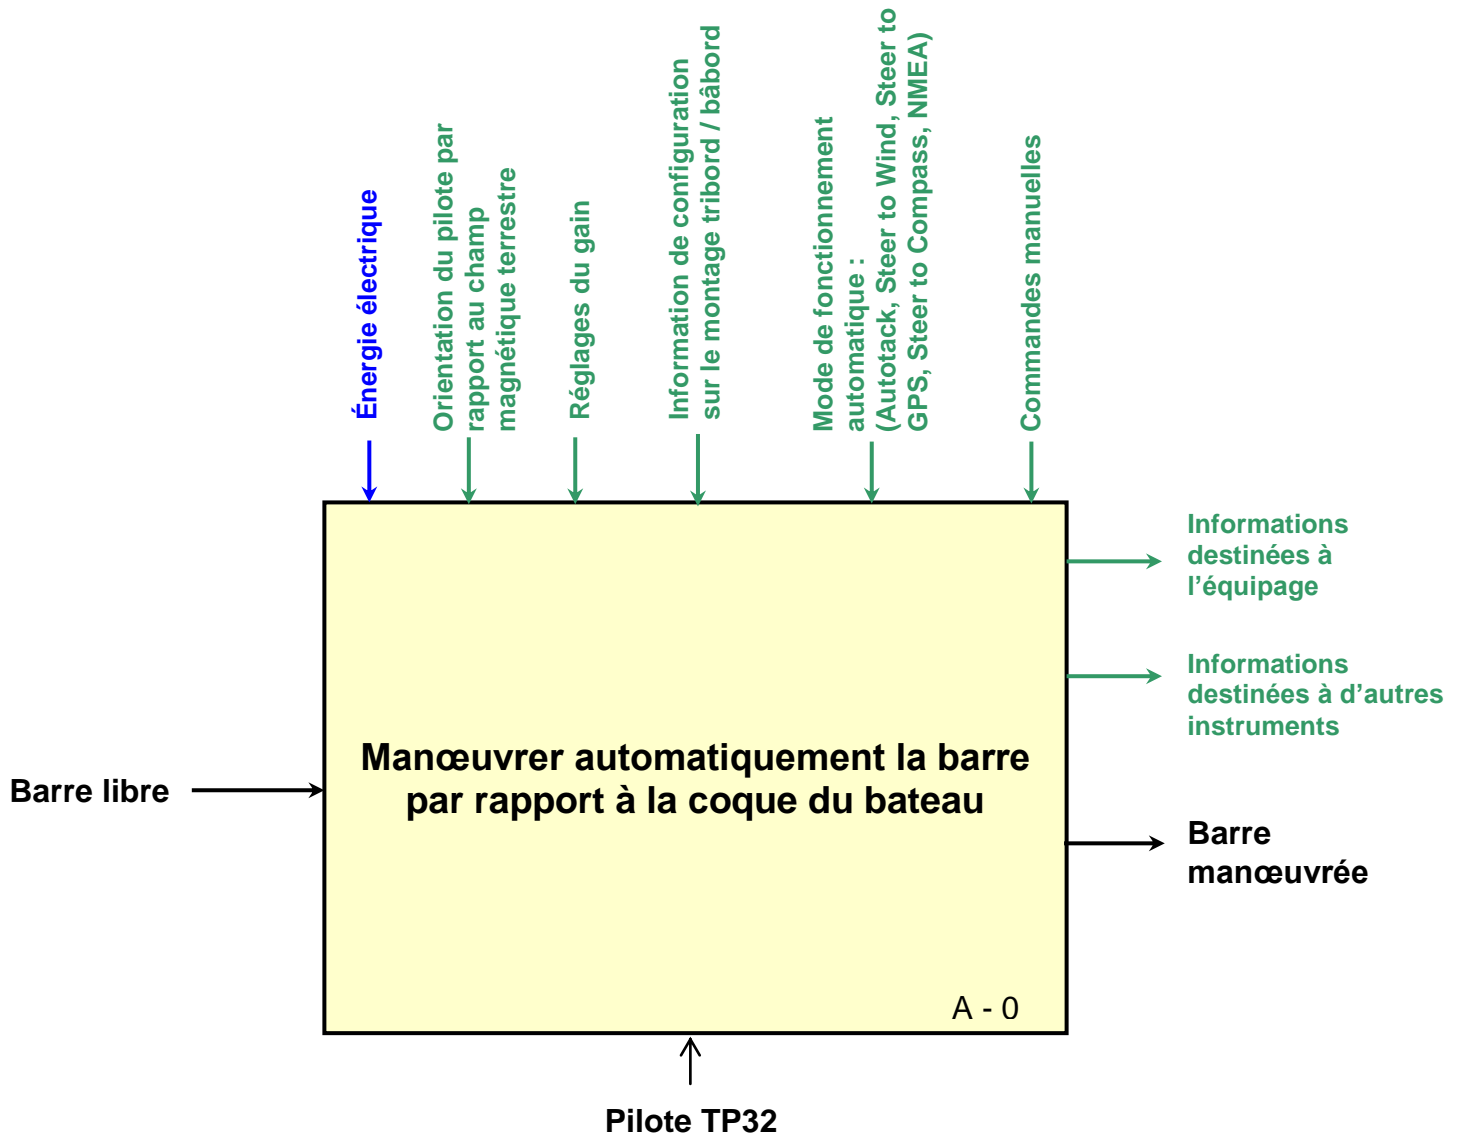 Énergie électrique
Orientation du pilote par
rapport au champ
magnétique terrestre
Réglages du gain
Information de configuration
sur le montage tribord / bâbord
Mode de fonctionnement
automatique :
(Autotack, Steer to Wind, Steer to
GPS, Steer to Compass, NMEA)
Commandes manuelles
Informations
destinées à
l’équipage
Informations
destinées à d’autres
instruments
Manœuvrer automatiquement la barre
par rapport à la coque du bateau
Barre libre
Barre
manœuvrée
A - 0
Pilote TP32